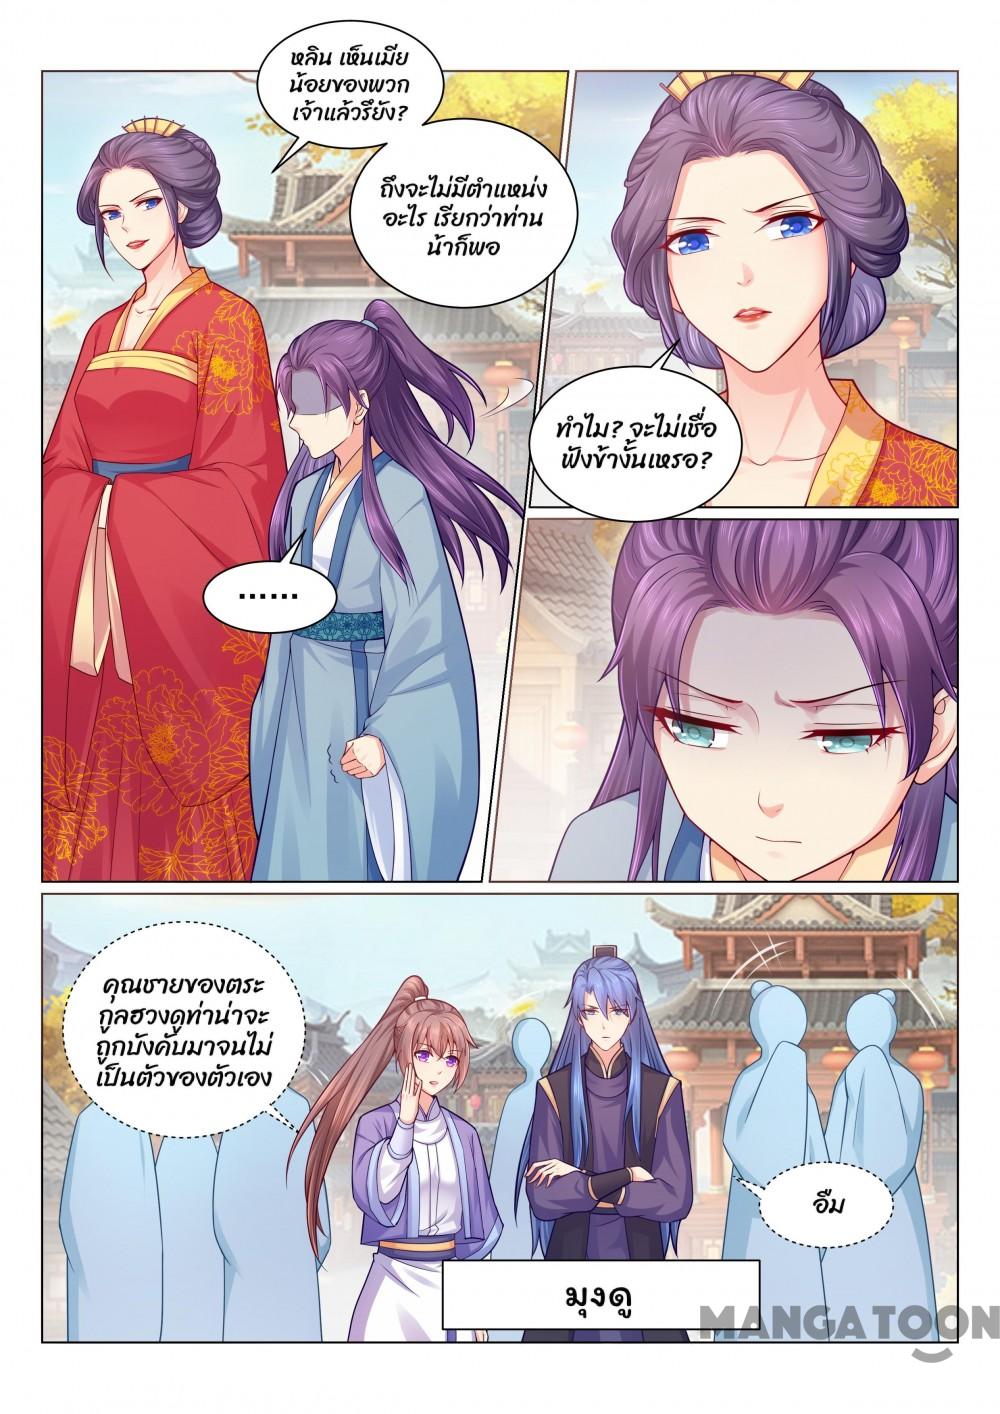 หลิน เห็นเมีย
น้อยของพวก
เจ้าแล้วรึยัง?
ถึงจะไม่มีตำแหน่ง
อะไร เรียกว่าท่าน
น้าก็พอ
ทำไม? จะไม่เชื่อ
ฟังข้างั้นเหรอ?
......
คุณชายของตระ
กูลฮวงดูท่าน่าจะ
ถูกบังคับมาจนไม่
เป็นตัวของตัวเอง
อืม
มุงดู
MANGATOON